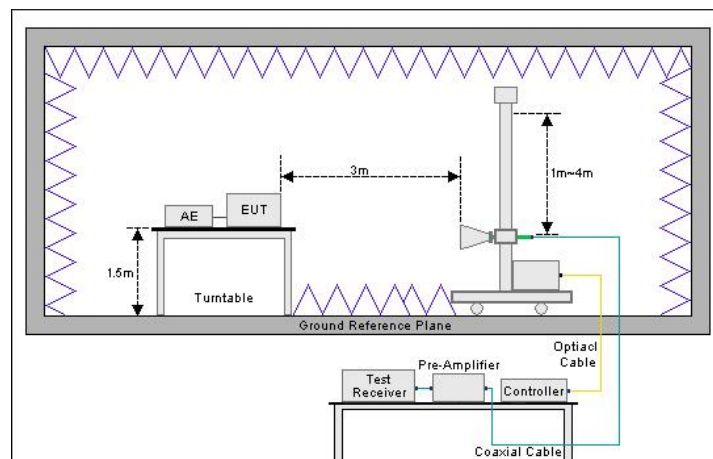 3m
1m~4m
AE
EUT
1.5m
Turntable
Ground Reference Plane
Optiacl
Cable
Pre-Amplifier
Test
Receiver
Controller
Coaxial Cable